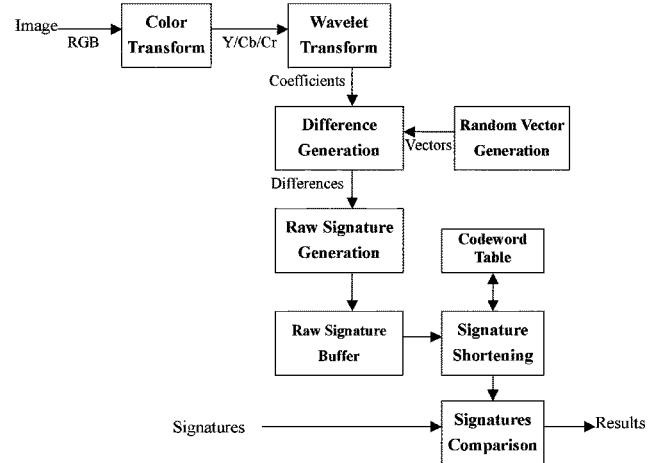 Image
RGB
Color
Transform
Y/Cb/Cr
Wavelet
Transform
Coefficients
Difference
Generation
Vectors
Random Vector
Generation
Differences
Raw Signature
Generation
Codeword
Table
Raw Signature
Buffer
Signature
Shortening
Signatures
Signatures
Comparison
Results